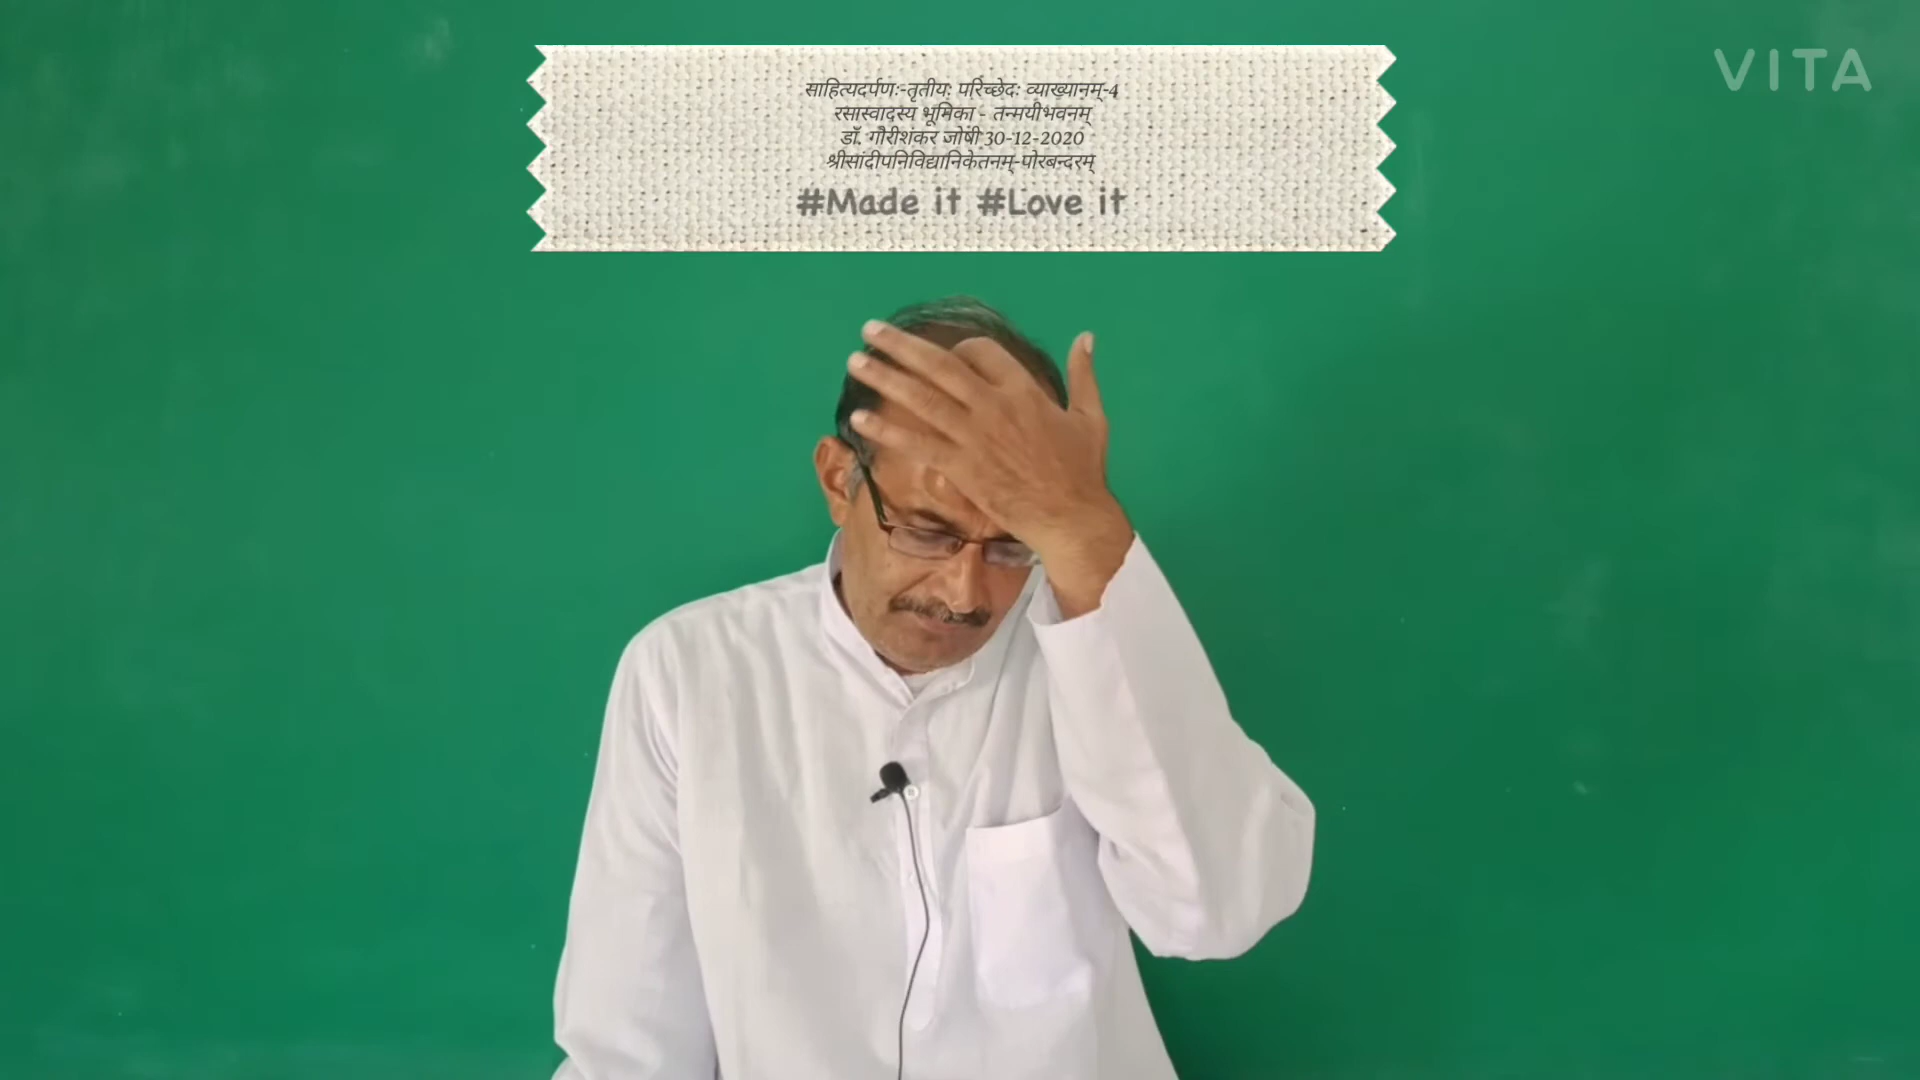 साहित्यदर्पणः-तृतीयः परिच्छेदः व्याख्यानम्-4
रसास्वादस्य भूमिका - तन्मयीभवनम्
डॉ. गौरीशंकर जोषी 30-12-2020
श्रीसांदीपनिविद्यानिकेतनम्-पोरबन्दरम्
#Made it #Love it
VITA